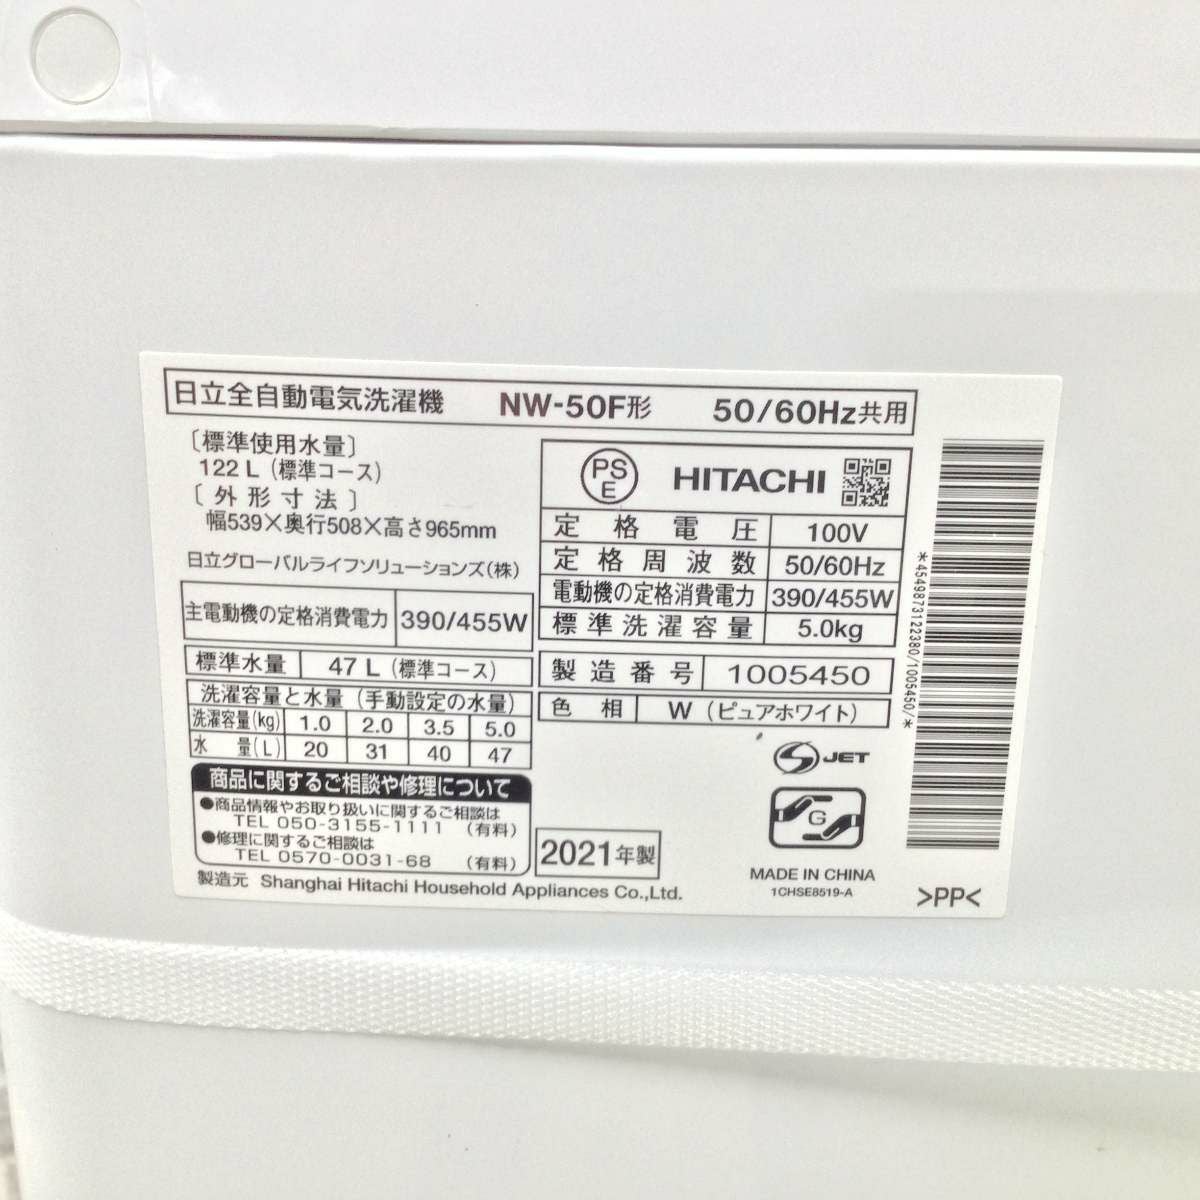 日立全自動電気洗濯機 NW-50F形 50/60Hz共用
〔標準使用水量〕
122 L (標準コース)
〔外形寸法〕
幅539×奥行508×高さ965mm
日立グローバルライフソリューションズ(株)
主電動機の定格消費電力 390/455W
標準水量 47 L (標準コース)
洗濯容量と水量 (手動設定の水量)
洗濯容量(kg) 1.0 2.0 3.5 5.0
水 量(L) 20 31 40 47
商品に関するご相談や修理について
●商品情報やお取り扱いに関するご相談は
TEL 050-3155-1111 (有料)
●修理に関するご相談は
TEL 0570-0031-68 (有料)
製造元 Shanghai Hitachi Household Appliances Co.,Ltd.
PS
E
HITACHI
定格電圧 100V
定格周波数 50/60Hz
電動機の定格消費電力 390/455W
標準洗濯容量 5.0kg
製造番号 1005450
色相 W (ピュアホワイト)
S JET
G
2021年製
MADE IN CHINA
1CHSE8519-A
*4549873122380/1005450/*
>PP<